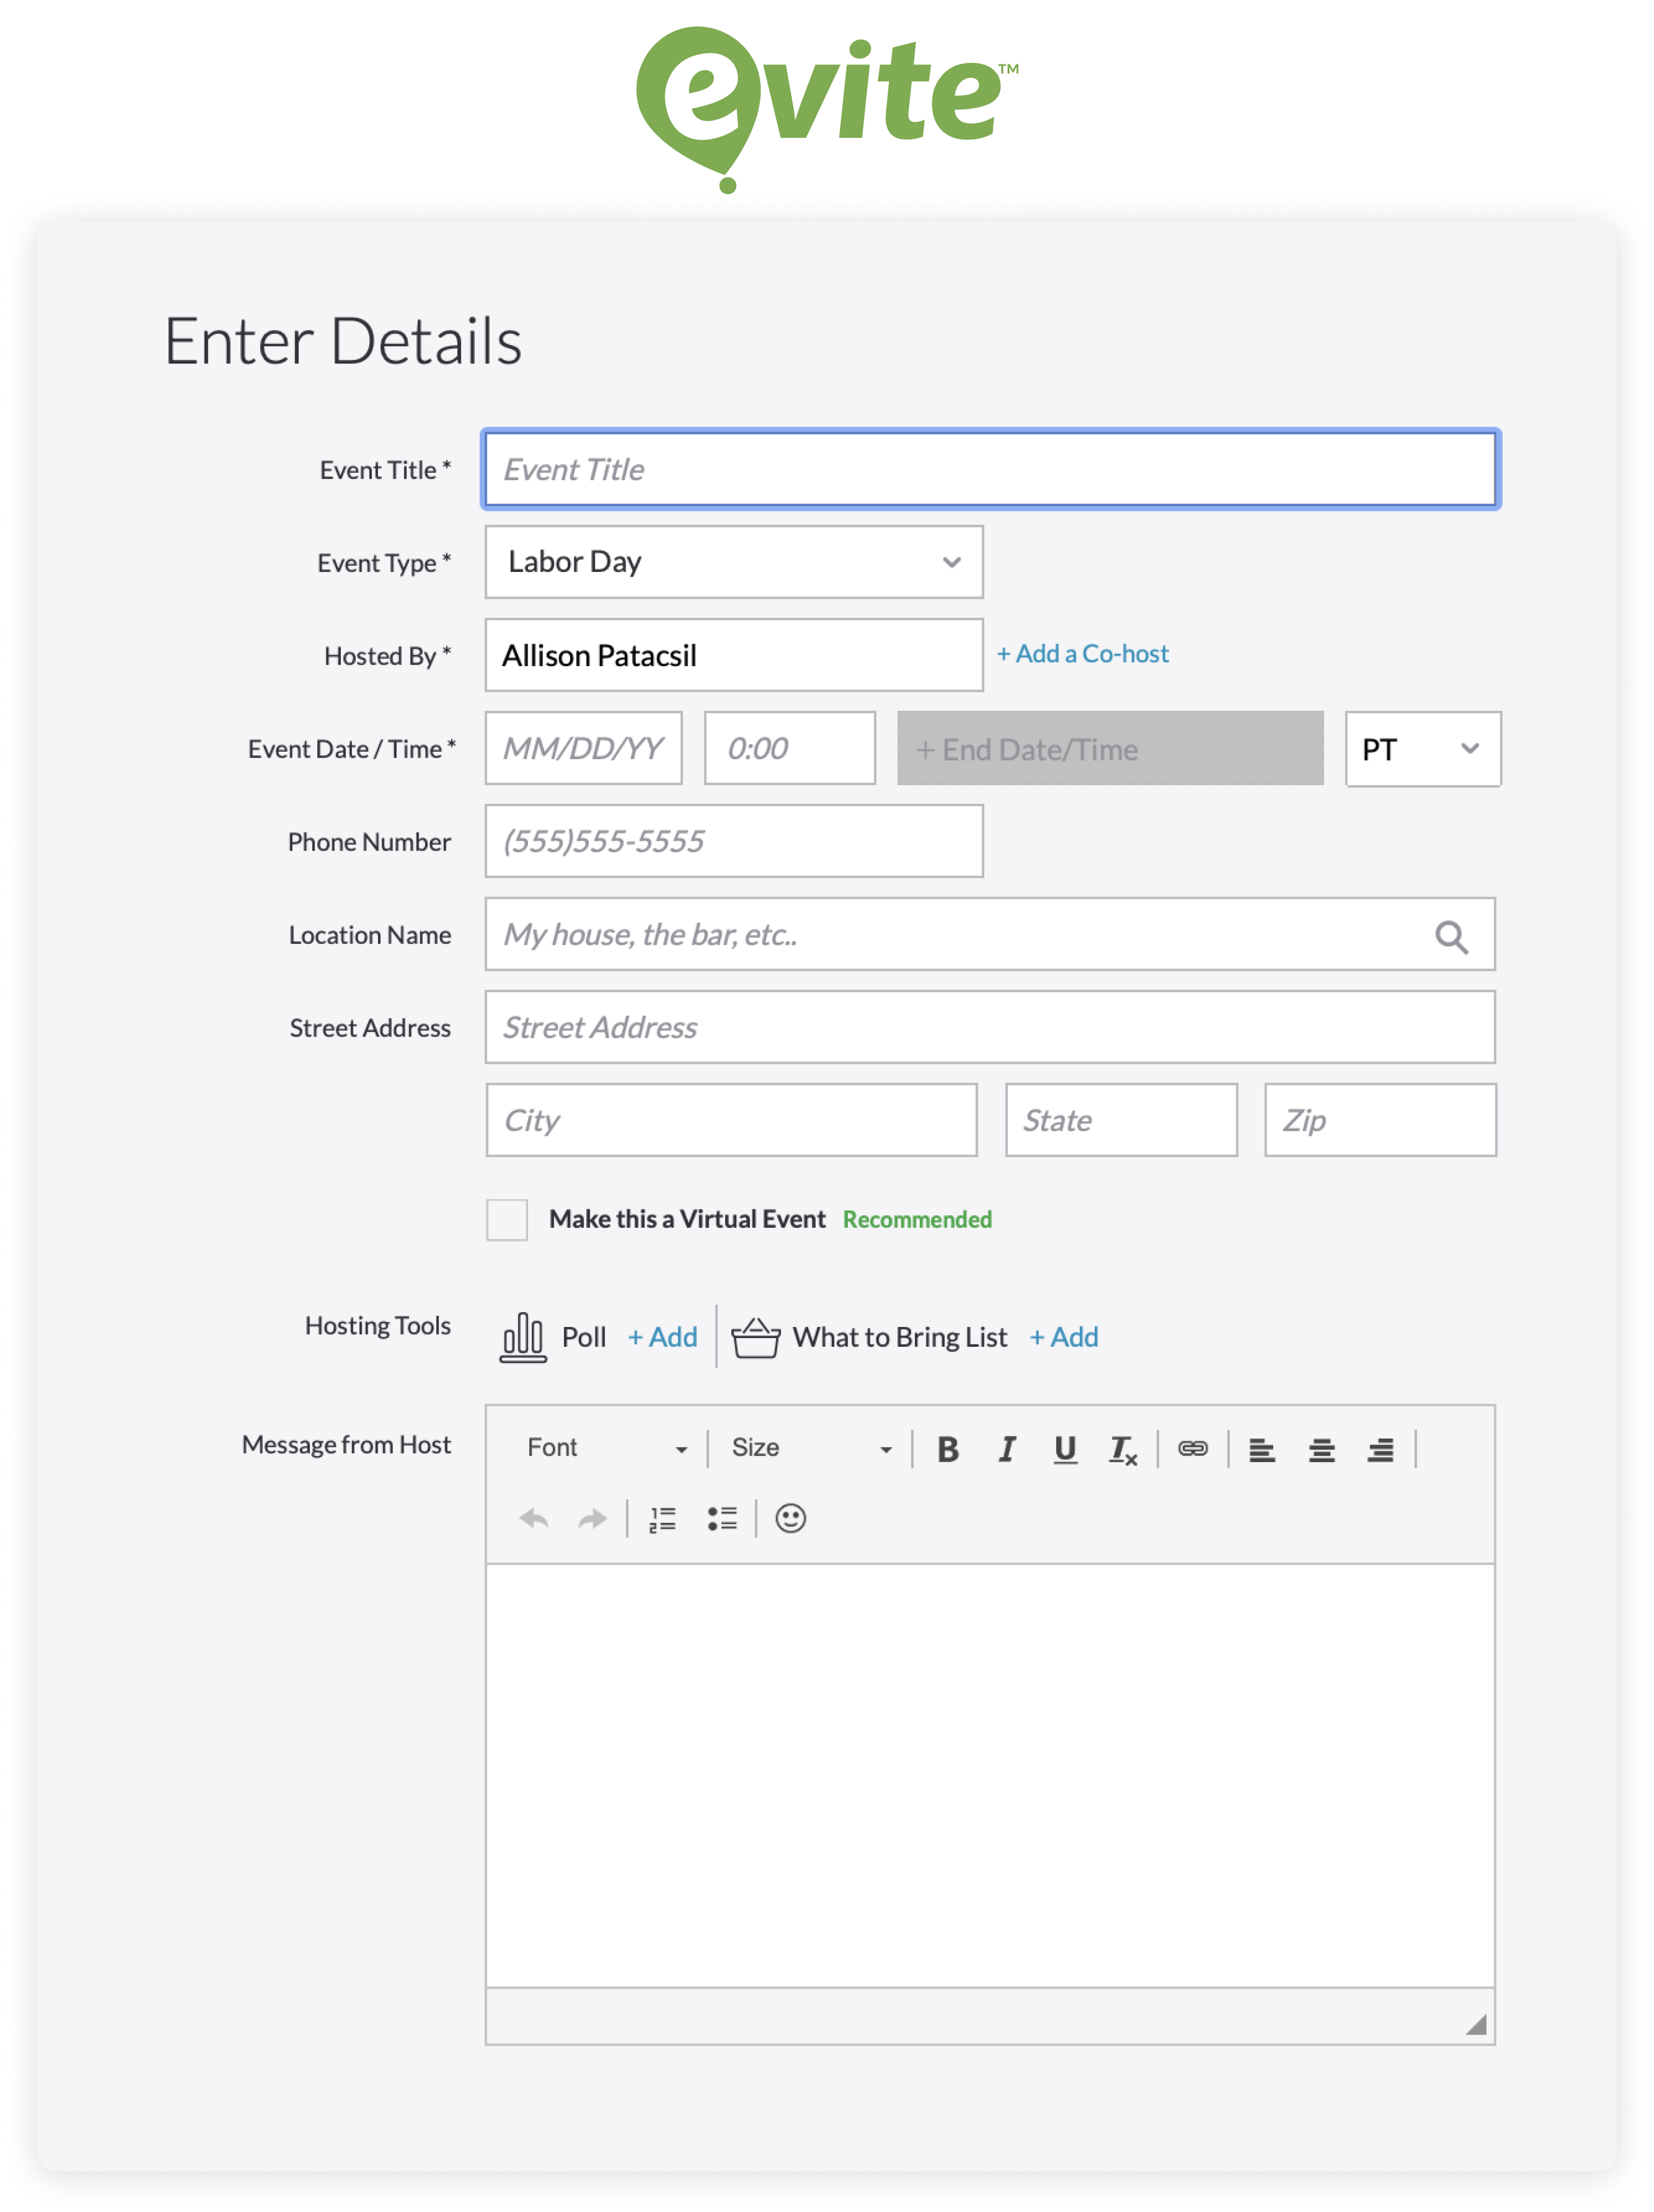 evite™
Enter Details
Event Title * Event Title
Event Type * Labor Day
Hosted By * Allison Patacsil + Add a Co-host
Event Date / Time * MM/DD/YY 0:00 + End Date/Time PT
Phone Number (555)555-5555
Location Name My house, the bar, etc..
Street Address Street Address
City State Zip
Make this a Virtual Event Recommended
Hosting Tools Poll + Add What to Bring List + Add
Message from Host Font Size B I U Tx